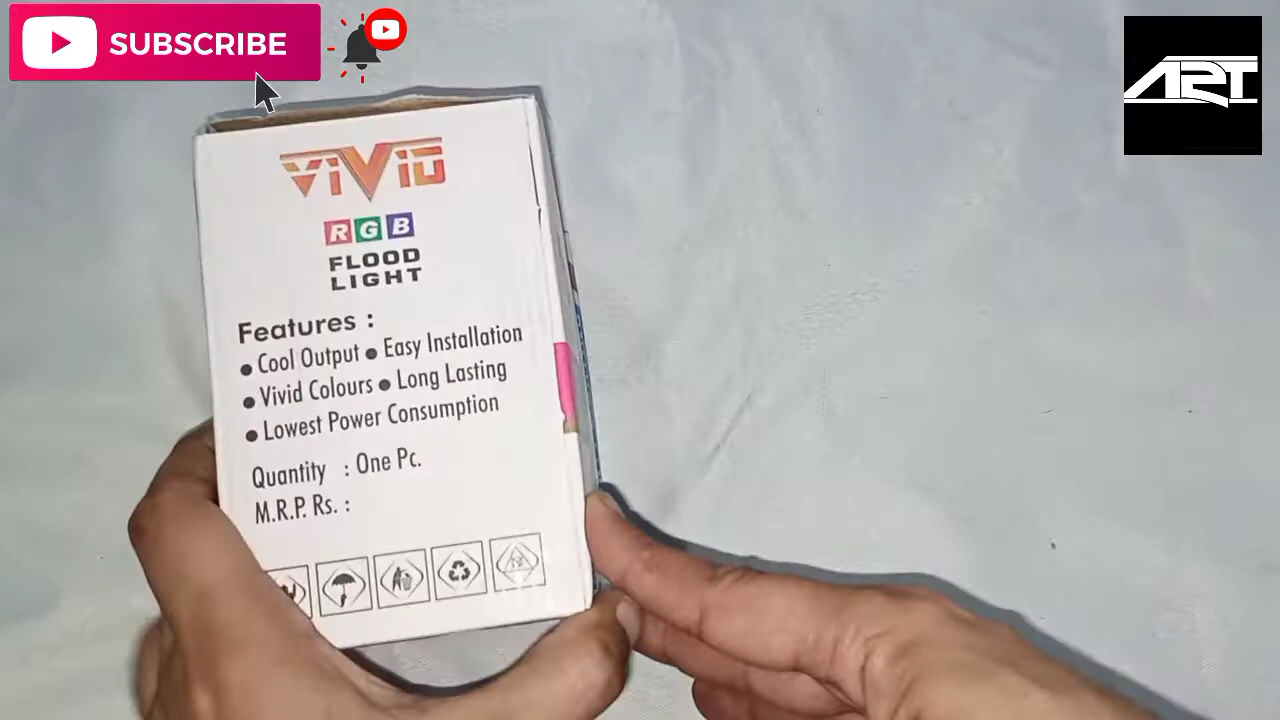 SUBSCRIBE
ART
ViViD
RGB
FLOOD
LIGHT
Features :
● Cool Output ● Easy Installation
● Vivid Colours ● Long Lasting
● Lowest Power Consumption
Quantity : One Pc.
M.R.P. Rs. :